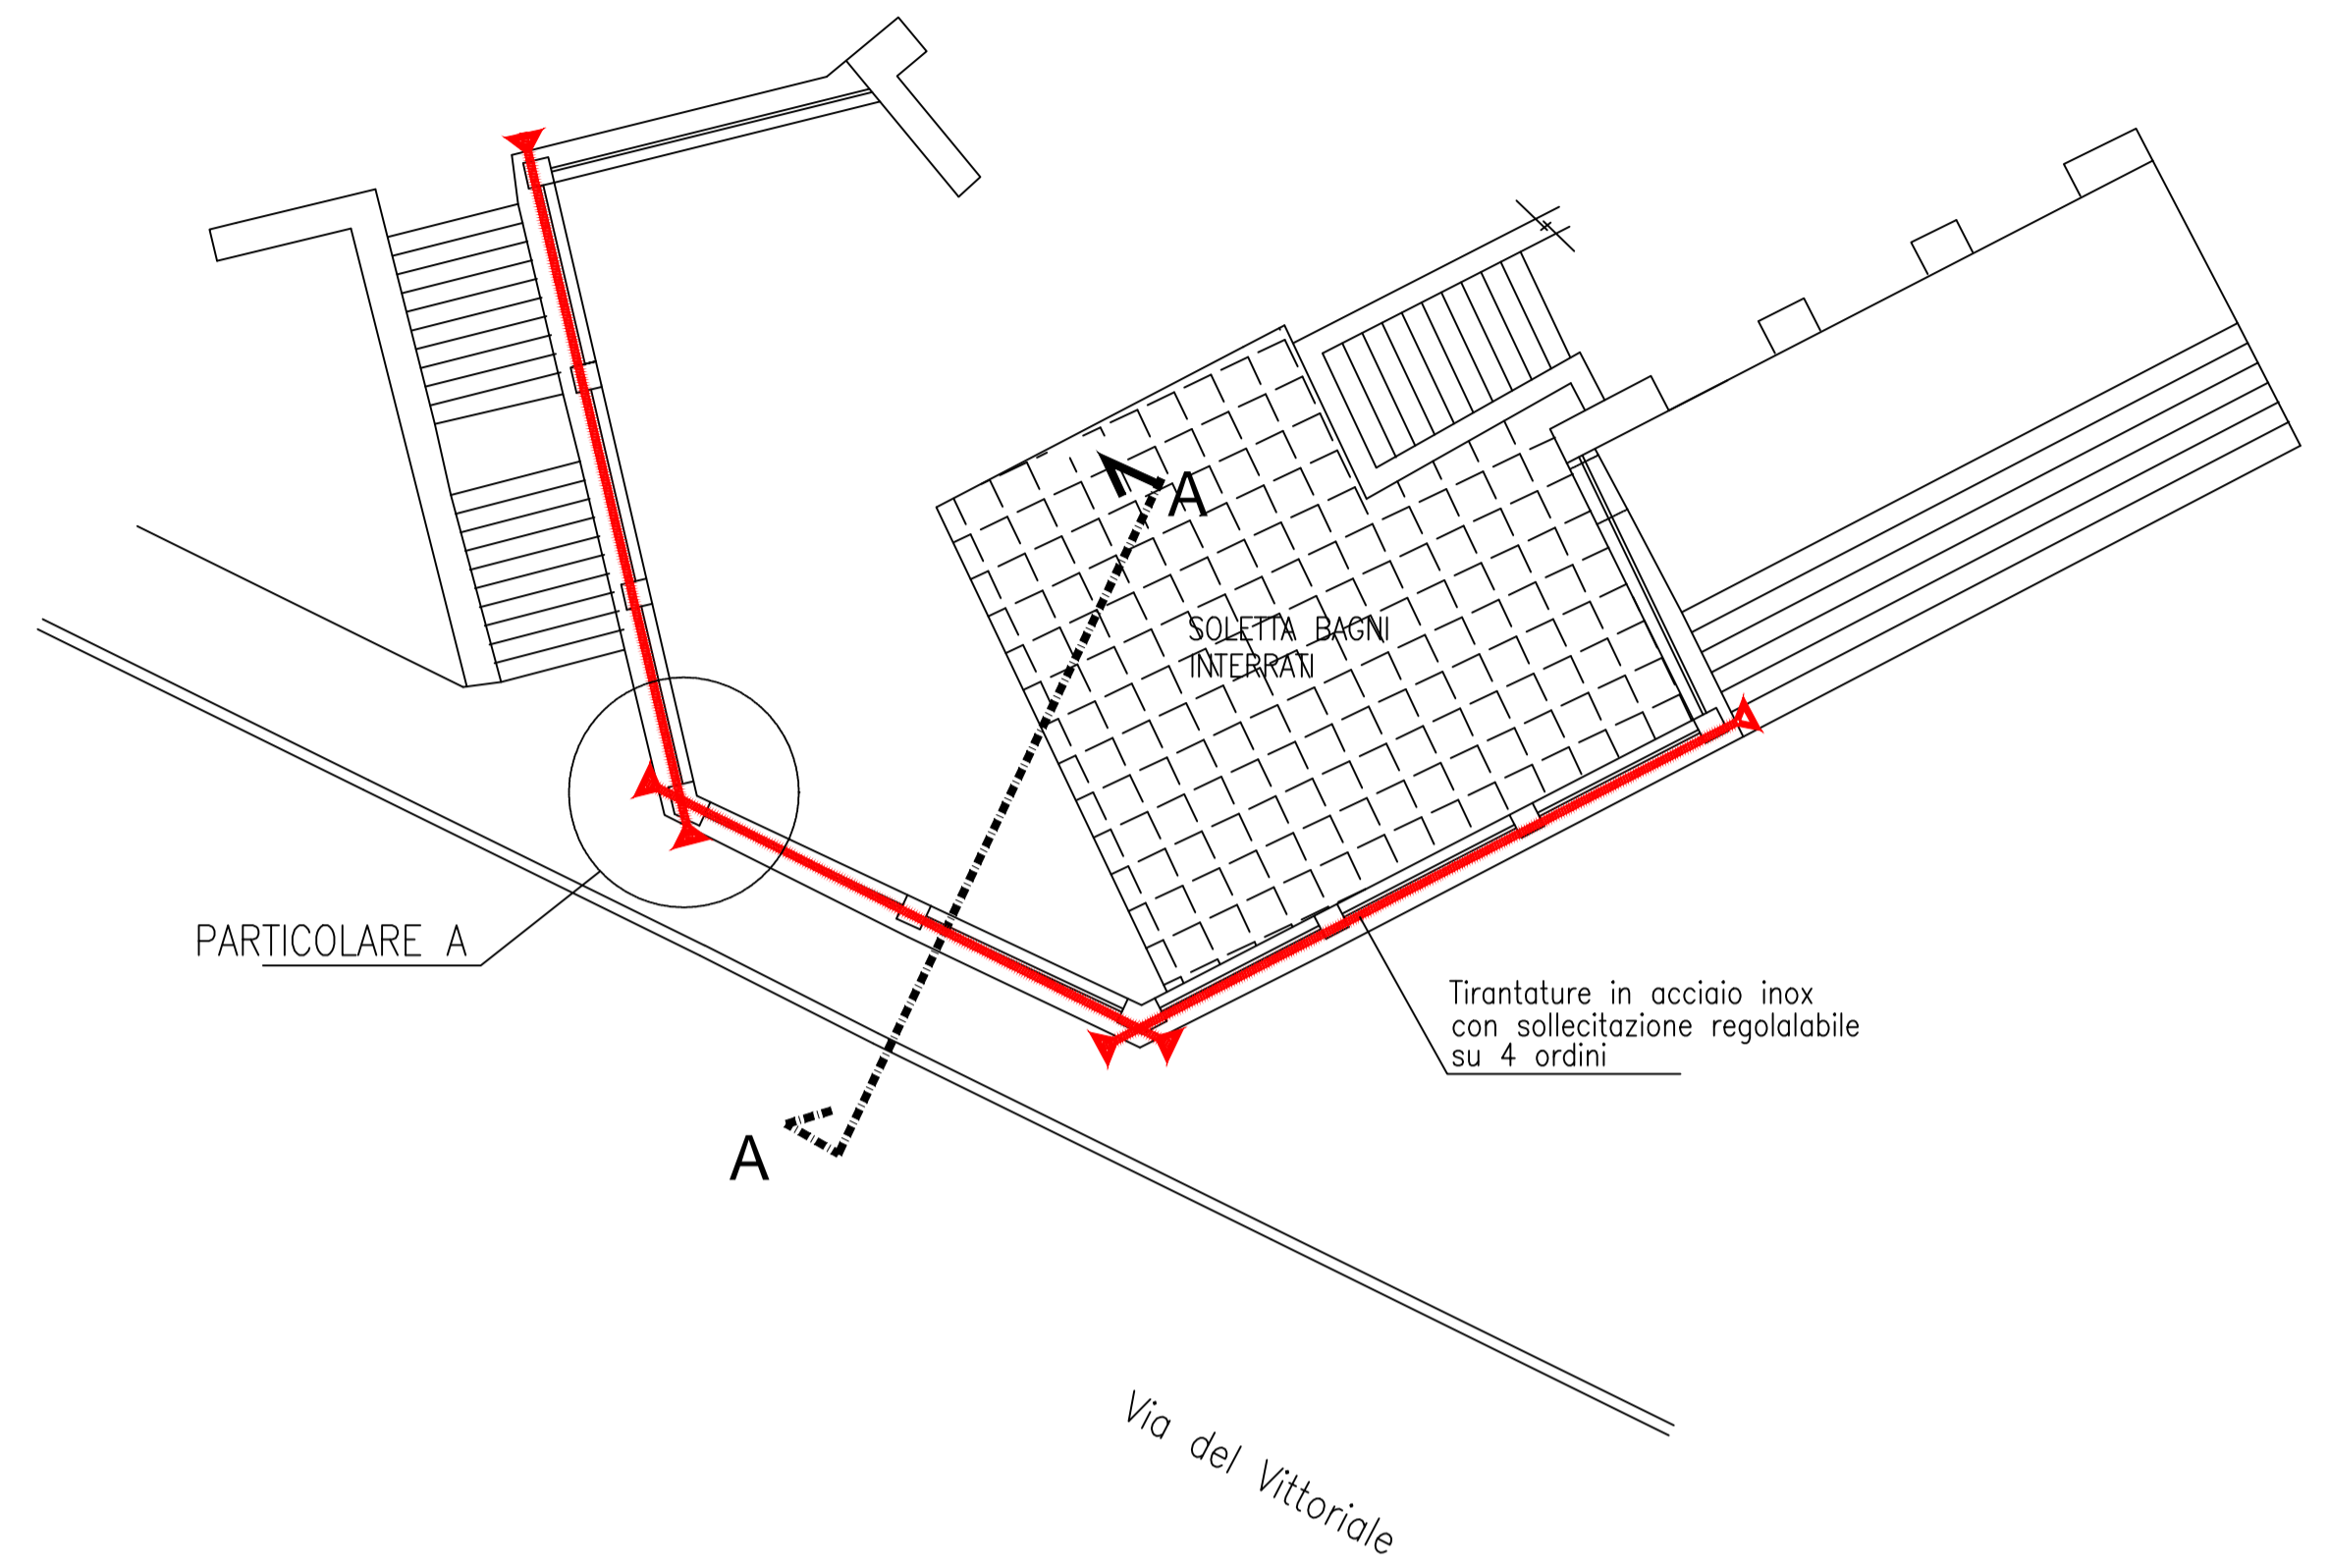 A
SOLETTA BAGNI
INTERRATI
PARTICOLARE A
Tirantature in acciaio inox
con sollecitazione regolalabile
su 4 ordini
A
Via del Vittoriale